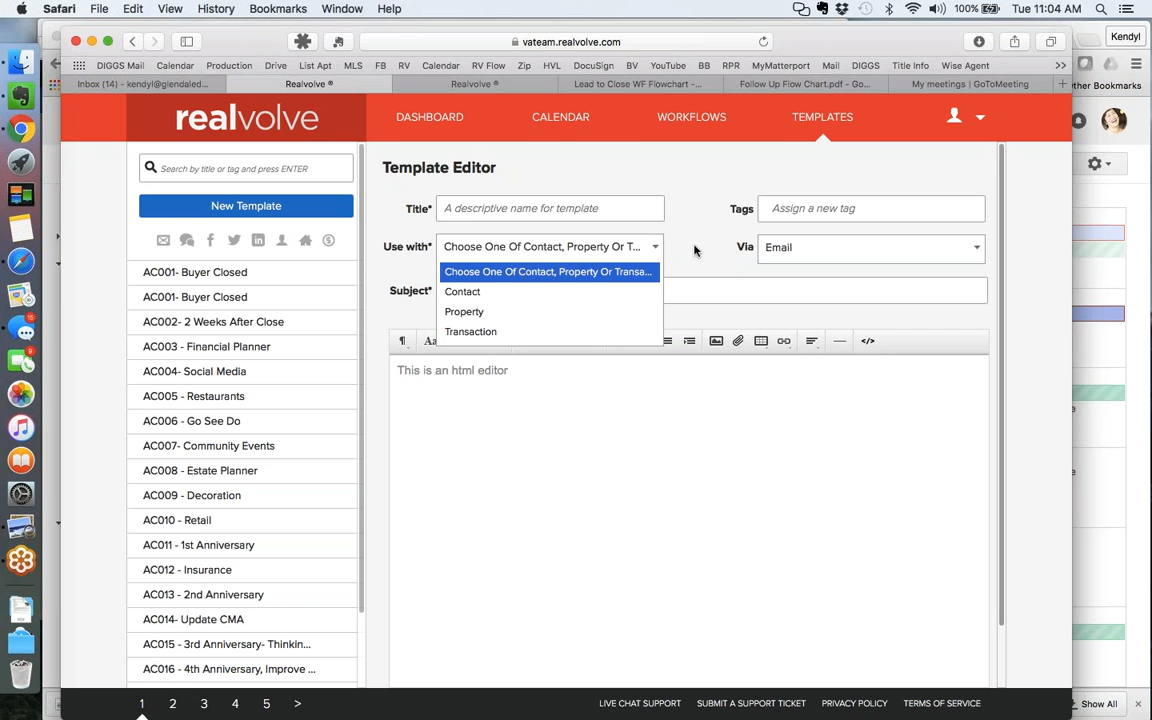 Safari File Edit View History Bookmarks Window Help 100% Tue 11:04 AM
vateam.realvolve.com
Kendyl
DIGGS Mail Calendar Production Drive List Apt MLS FB RV Calendar RV Flow Zip HVL DocuSign BV YouTube BB RPR MyMatterport Mail DIGGS Title Info Wise Agent >>
Inbox (14) - kendyl@glendaled... Realvolve ® Realvolve ® Lead to Close WF Flowchart -... Follow Up Flow Chart.pdf - Go... My meetings | GoToMeeting +
ther Bookmarks
realvolve DASHBOARD CALENDAR WORKFLOWS TEMPLATES
Search by title or tag and press ENTER
New Template
AC001- Buyer Closed
AC001- Buyer Closed
AC002- 2 Weeks After Close
AC003 - Financial Planner
AC004- Social Media
AC005 - Restaurants
AC006 - Go See Do
AC007- Community Events
AC008 - Estate Planner
AC009 - Decoration
AC010 - Retail
AC011 - 1st Anniversary
AC012 - Insurance
AC013 - 2nd Anniversary
AC014- Update CMA
AC015 - 3rd Anniversary- Thinkin...
AC016 - 4th Anniversary, Improve ...
Template Editor
Title* A descriptive name for template Tags Assign a new tag
Use with* Choose One Of Contact, Property Or T... Via Email
Choose One Of Contact, Property Or Transa...
Contact
Property
Transaction
Subject*
Aa </>
This is an html editor
1 2 3 4 5 > LIVE CHAT SUPPORT SUBMIT A SUPPORT TICKET PRIVACY POLICY TERMS OF SERVICE
Show All